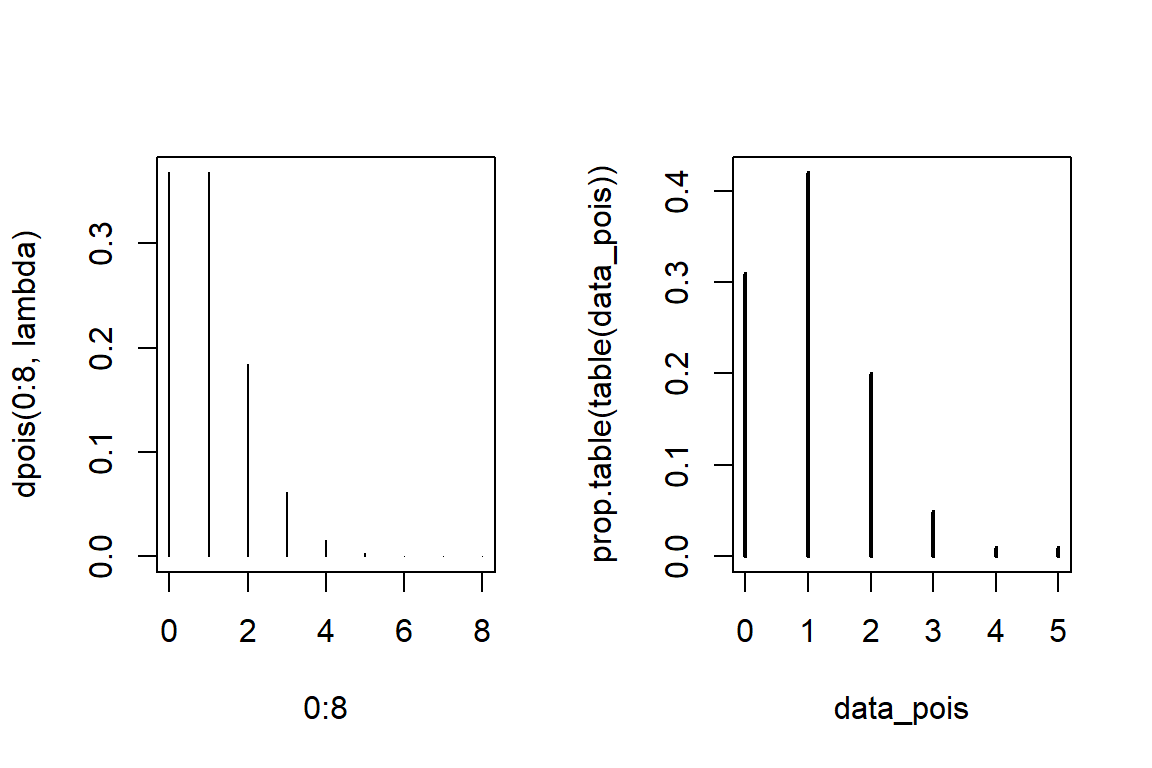 dpois(0:8, lambda)
0.0 0.1 0.2 0.3
0 2 4 6 8
0:8
prop.table(table(data_pois))
0.0 0.1 0.2 0.3 0.4
0 1 2 3 4 5
data_pois